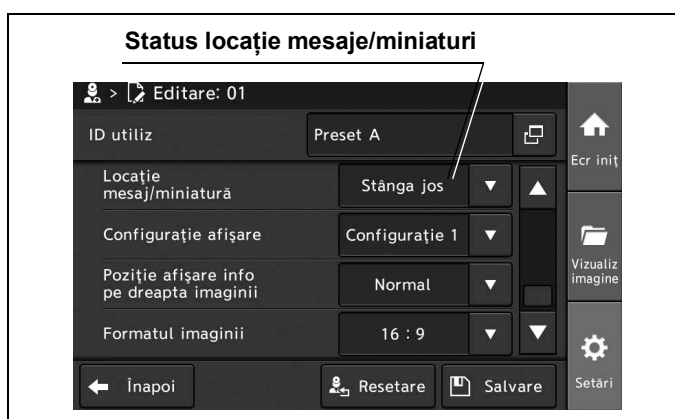 Status locație mesaje/miniaturi
> Editare: 01
ID utiliz
Preset A
Ecr iniț
Locație
mesaj/miniatură
Stânga jos
Configurație afișare
Configurație 1
Vizualiz
imagine
Poziție afișare info
pe dreapta imaginii
Normal
Formatul imaginii
16 : 9
Setări
Înapoi
Resetare
Salvare